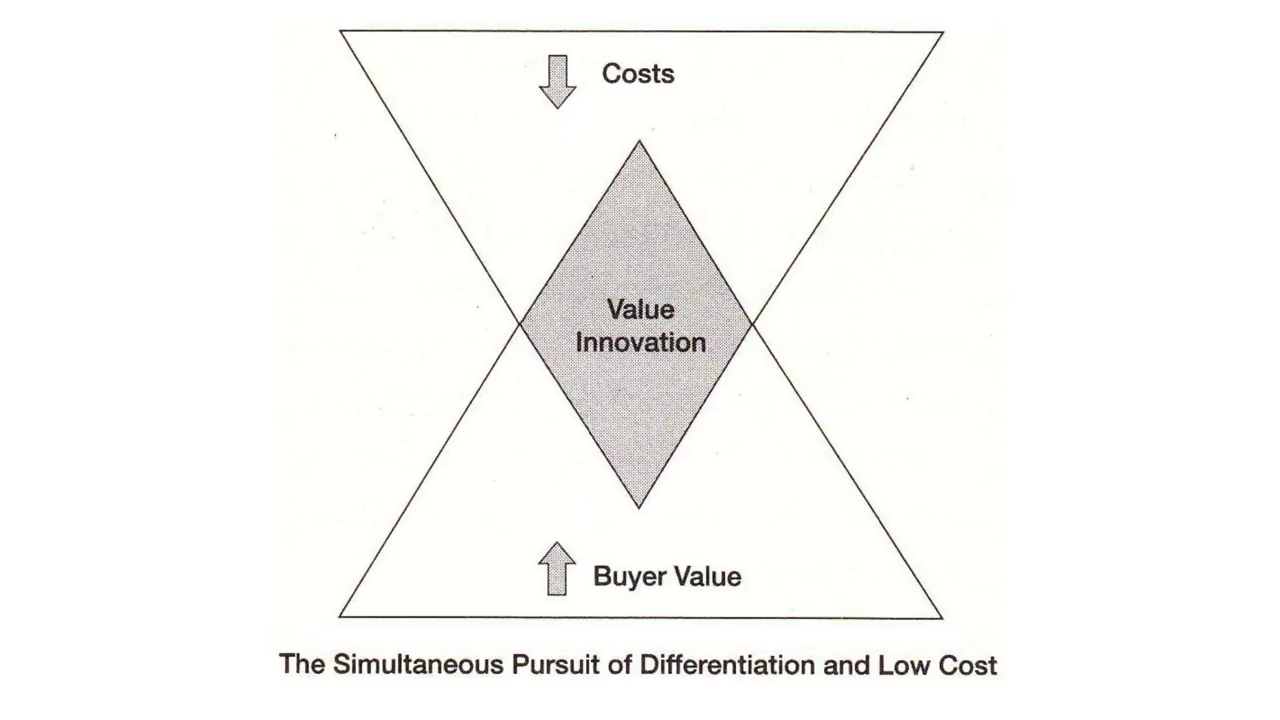 Costs
Value
Innovation
Buyer Value
The Simultaneous Pursuit of Differentiation and Low Cost